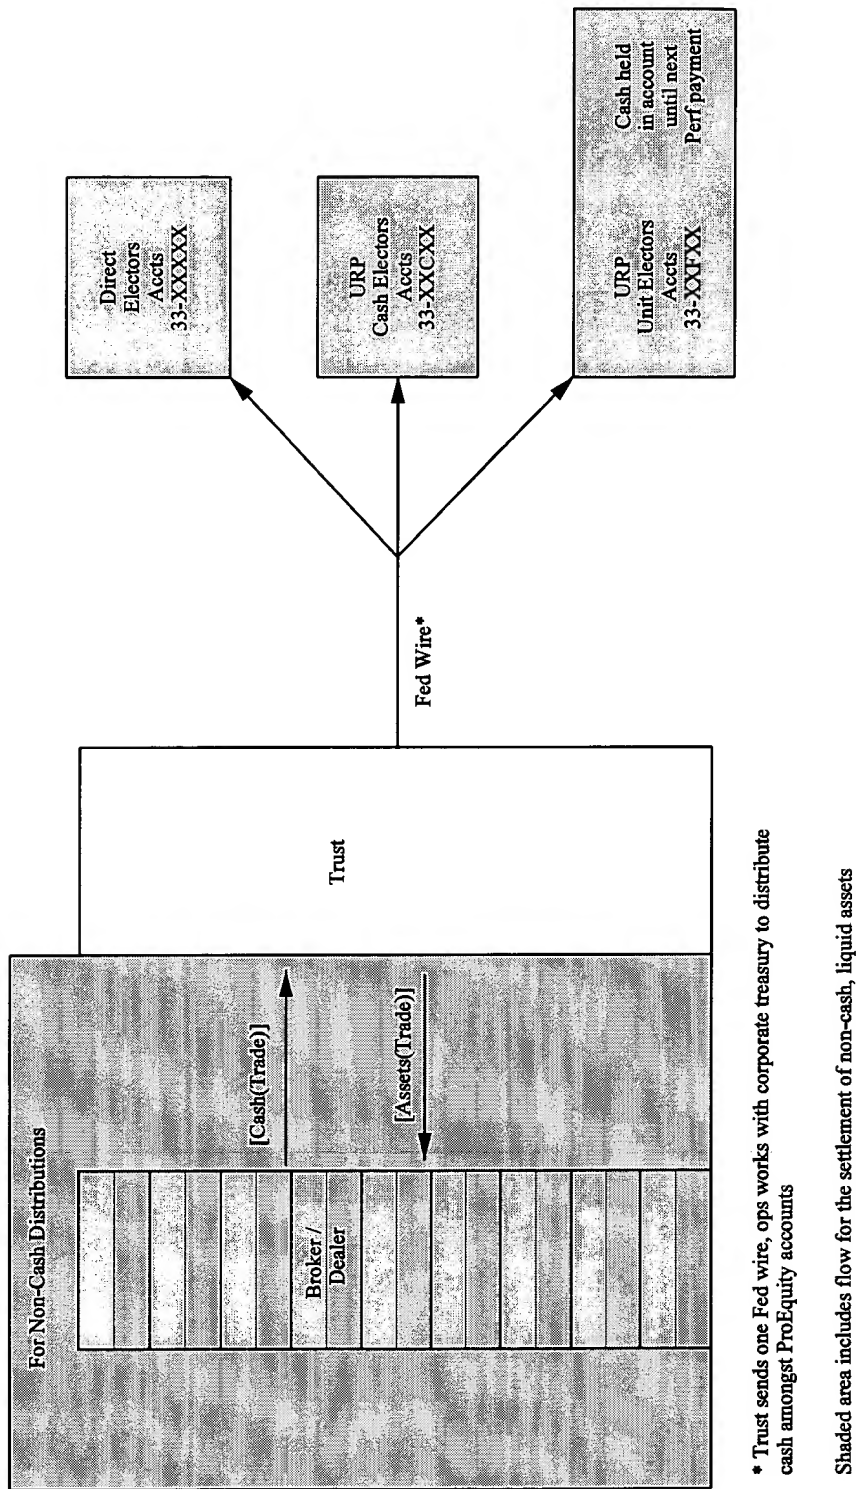 For Non-Cash Distributions
Broker /
Dealer
[Cash(Trade)]
[Assets(Trade)]
Trust
Fed Wire*
Direct
Electors
Accts
33-XXXXXX
URP
Cash Electors
Accts
33-XXCXX
URP
Unit Electors
Accts
33-XXFXX
Cash held
in account
until next
Perf payment
* Trust sends one Fed wire, ops works with corporate treasury to distribute
cash amongst ProEquity accounts
Shaded area includes flow for the settlement of non-cash, liquid assets